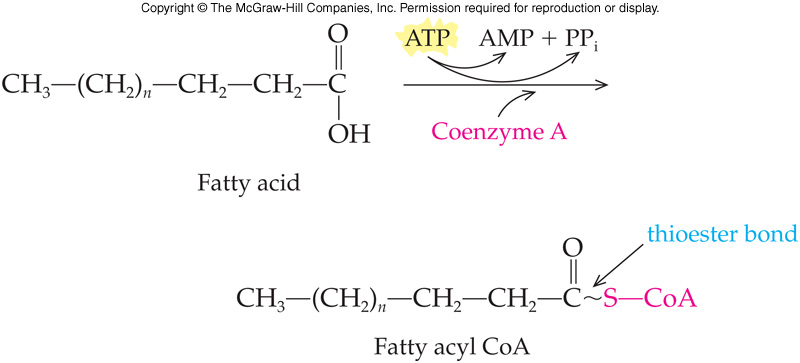 Copyright © The McGraw-Hill Companies, Inc. Permission required for reproduction or display.
ATP AMP + PPi
O
CH3—(CH2)n—CH2—CH2—C
OH
Coenzyme A
Fatty acid
thioester bond
O
CH3—(CH2)n—CH2—CH2—C~S—CoA
Fatty acyl CoA